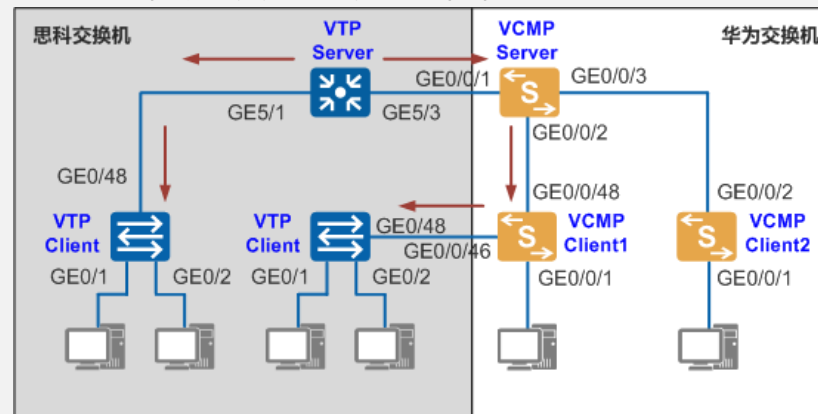 思科交换机
VTP
Server
VCMP
Server
华为交换机
GE0/0/1
GE0/0/3
GE5/1
GE5/3
GE0/0/2
GE0/48
GE0/0/48
GE0/0/2
VTP
Client
VTP
Client
GE0/48
GE0/0/46
VCMP
Client1
VCMP
Client2
GE0/1
GE0/2
GE0/1
GE0/2
GE0/0/1
GE0/0/1
S
S
S